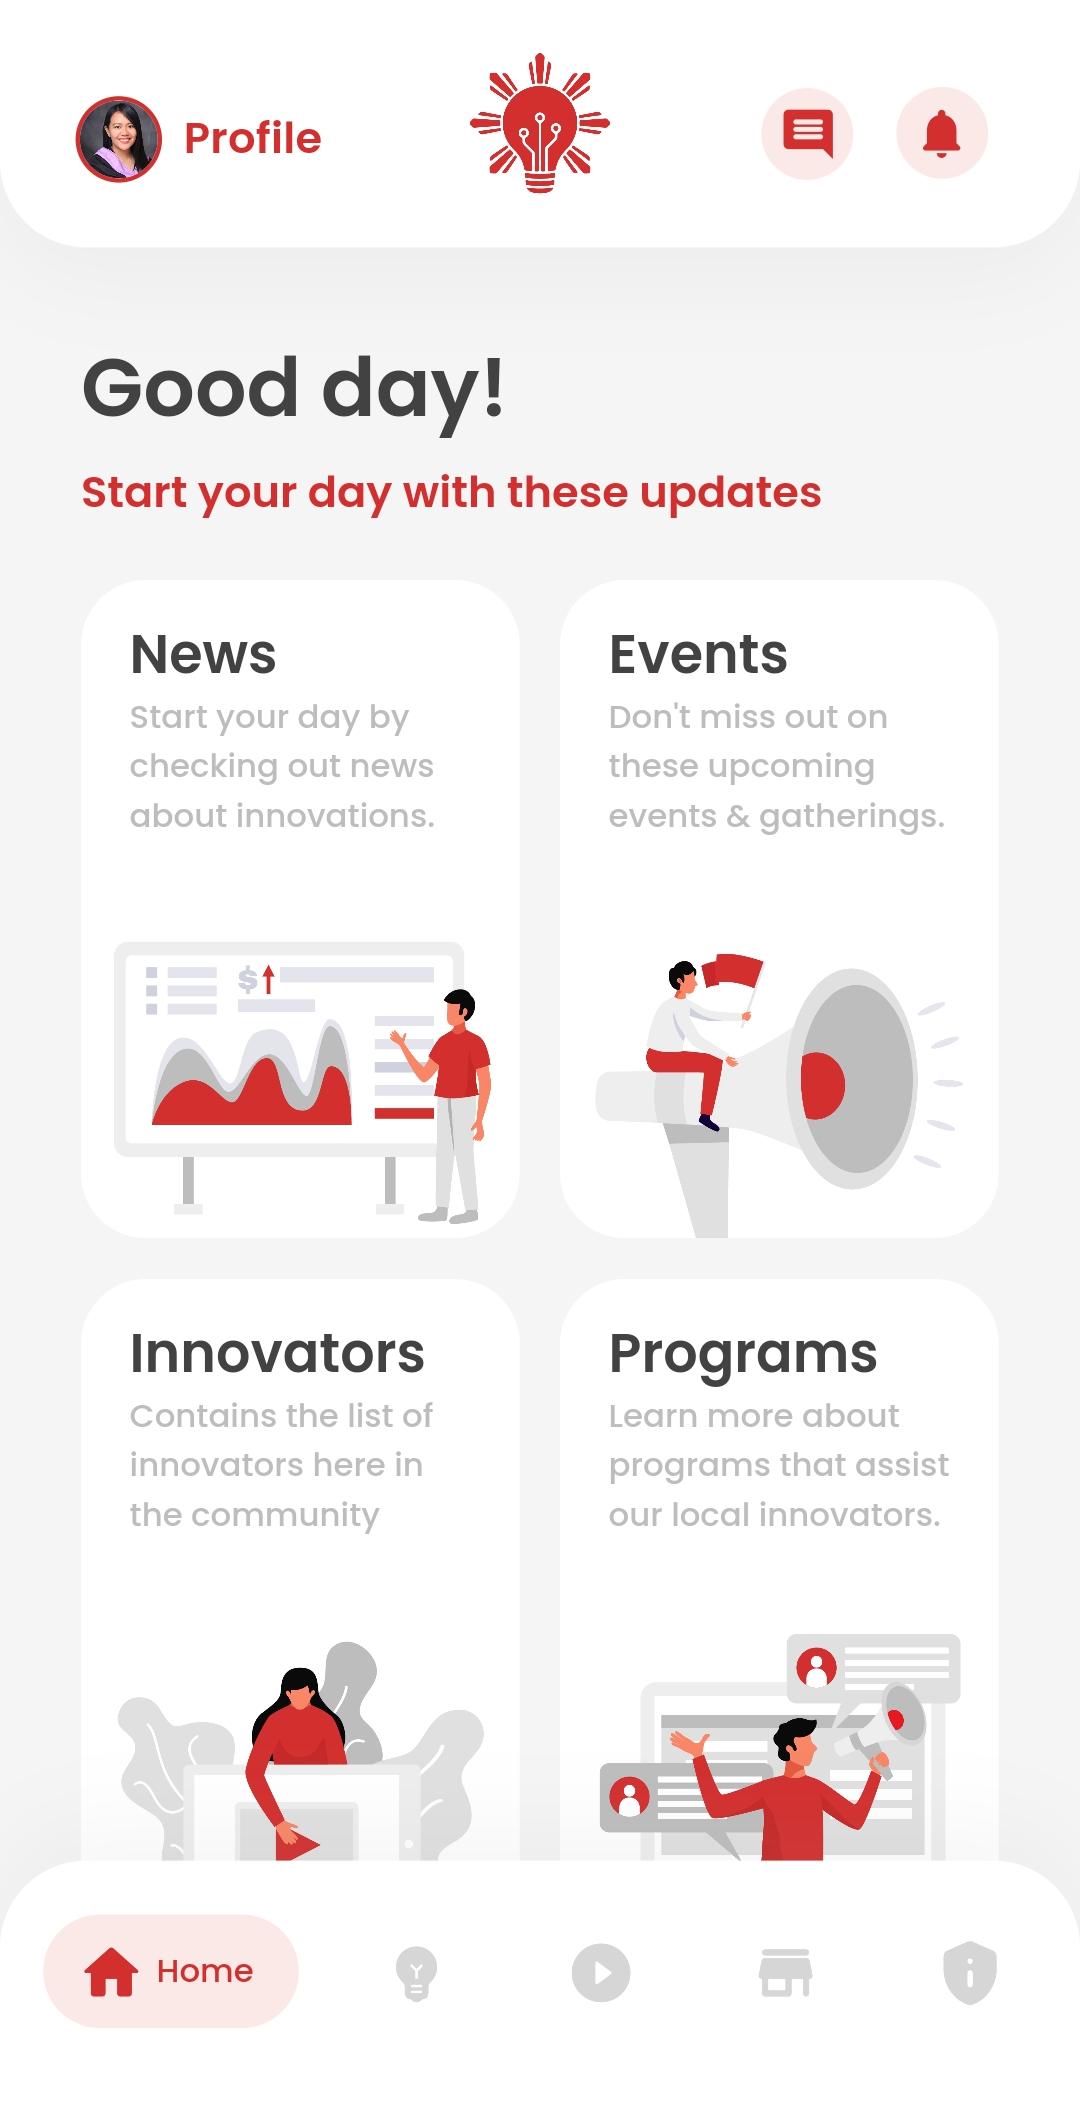 Profile
Good day!
Start your day with these updates
News
Start your day by
checking out news
about innovations.
$
Events
Don't miss out on
these upcoming
events & gatherings.
Innovators
Contains the list of
innovators here in
the community
Programs
Learn more about
programs that assist
our local innovators.
Home